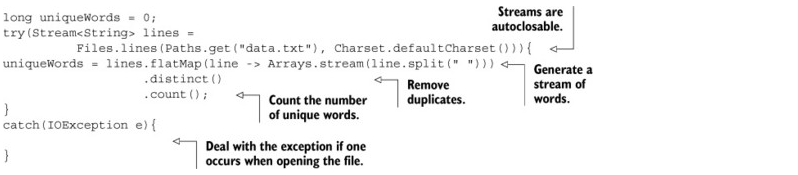 long uniqueWords = 0;
Streams are
autoclosable.
try(Stream<String> lines =
Files.lines(Paths.get("data.txt"), Charset.defaultCharset())){
uniqueWords = lines.flatMap(line -> Arrays.stream(line.split(" ")))
Generate a
stream of
words.
.distinct()
Remove
duplicates.
.count();
Count the number
of unique words.
}
catch(IOException e){
Deal with the exception if one
occurs when opening the file.
}